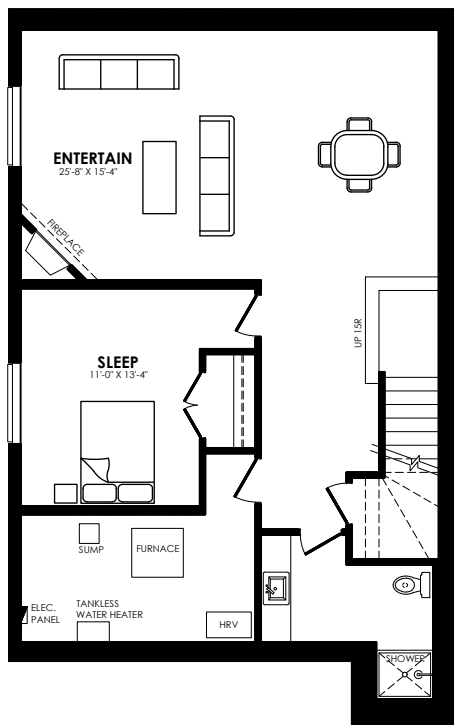 ENTERTAIN
25'-8" X 15'-4"
FIREPLACE
UP 15R
SLEEP
11'-0" X 13'-4"
SUMP
FURNACE
ELEC.
PANEL
TANKLESS
WATER HEATER
HRV
SHOWER